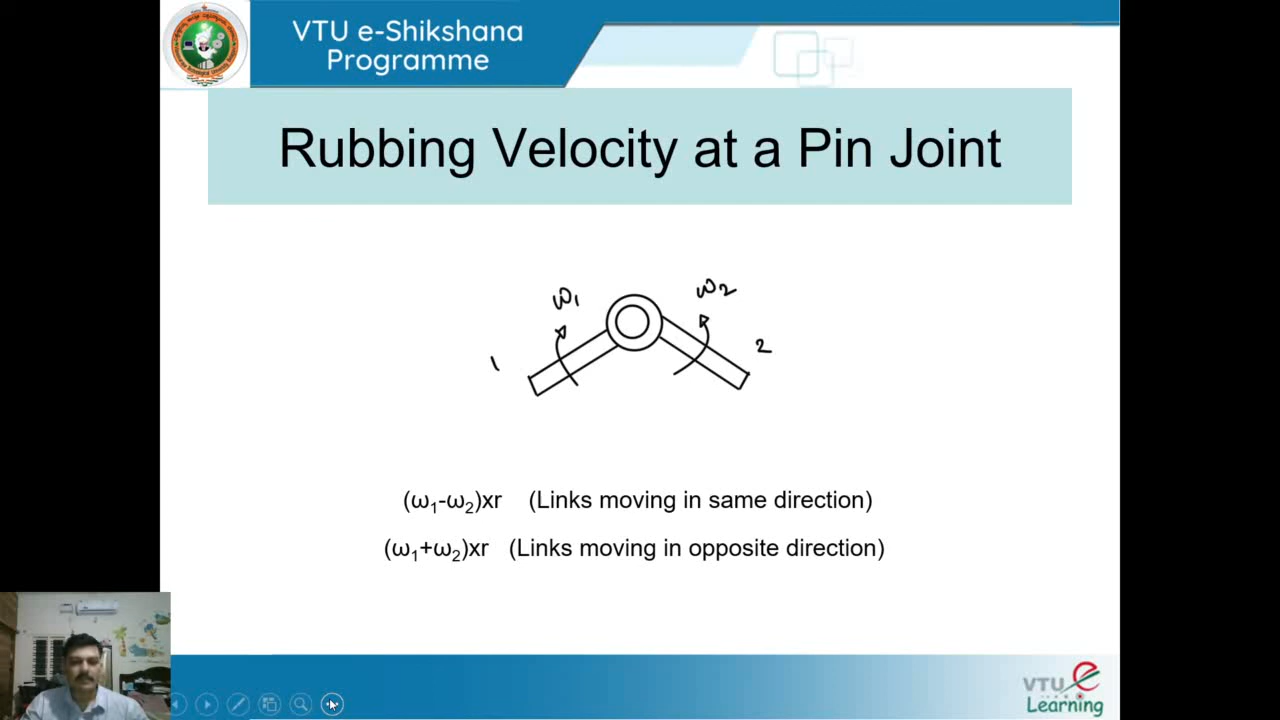 VTU e-Shikshana
Programme
Rubbing Velocity at a Pin Joint
ω1
ω2
1
2
(ω₁-ω₂)xr (Links moving in same direction)
(ω₁+ω₂)xr (Links moving in opposite direction)
VTU e
Learning